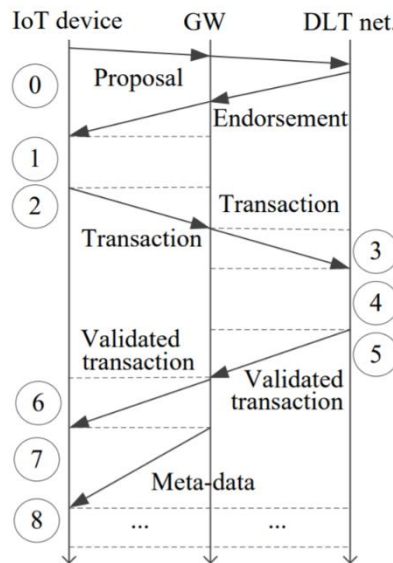 IoT device GW DLT net.
0
Proposal
Endorsement
1
2
Transaction
Transaction
3
4
Validated
transaction
5
Validated
transaction
6
7
Meta-data
8
... ...